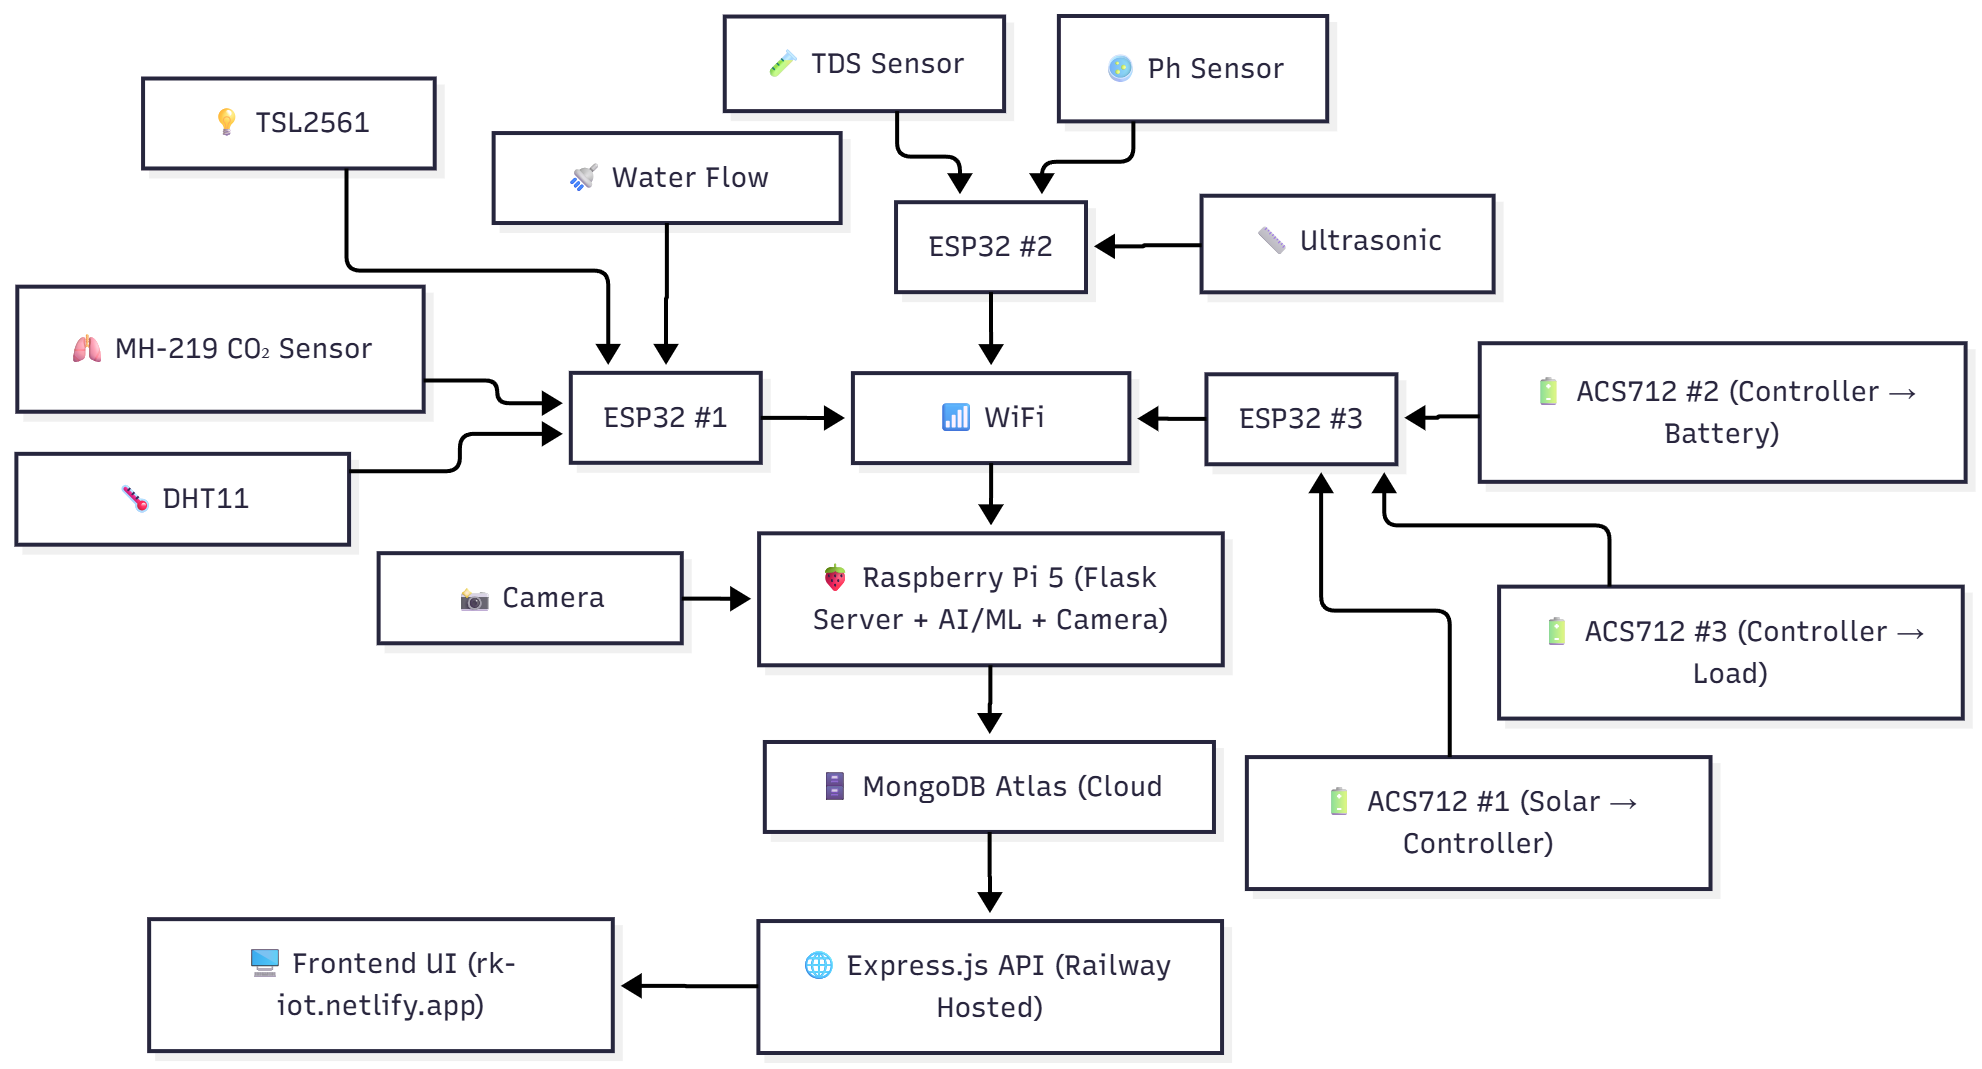 TDS Sensor
Ph Sensor
TSL2561
Water Flow
ESP32 #2
Ultrasonic
MH-219 CO₂ Sensor
ESP32 #1
WiFi
ESP32 #3
ACS712 #2 (Controller →
Battery)
DHT11
Camera
Raspberry Pi 5 (Flask
Server + AI/ML + Camera)
ACS712 #3 (Controller →
Load)
MongoDB Atlas (Cloud
ACS712 #1 (Solar →
Controller)
Frontend UI (rk-
iot.netlify.app)
Express.js API (Railway
Hosted)